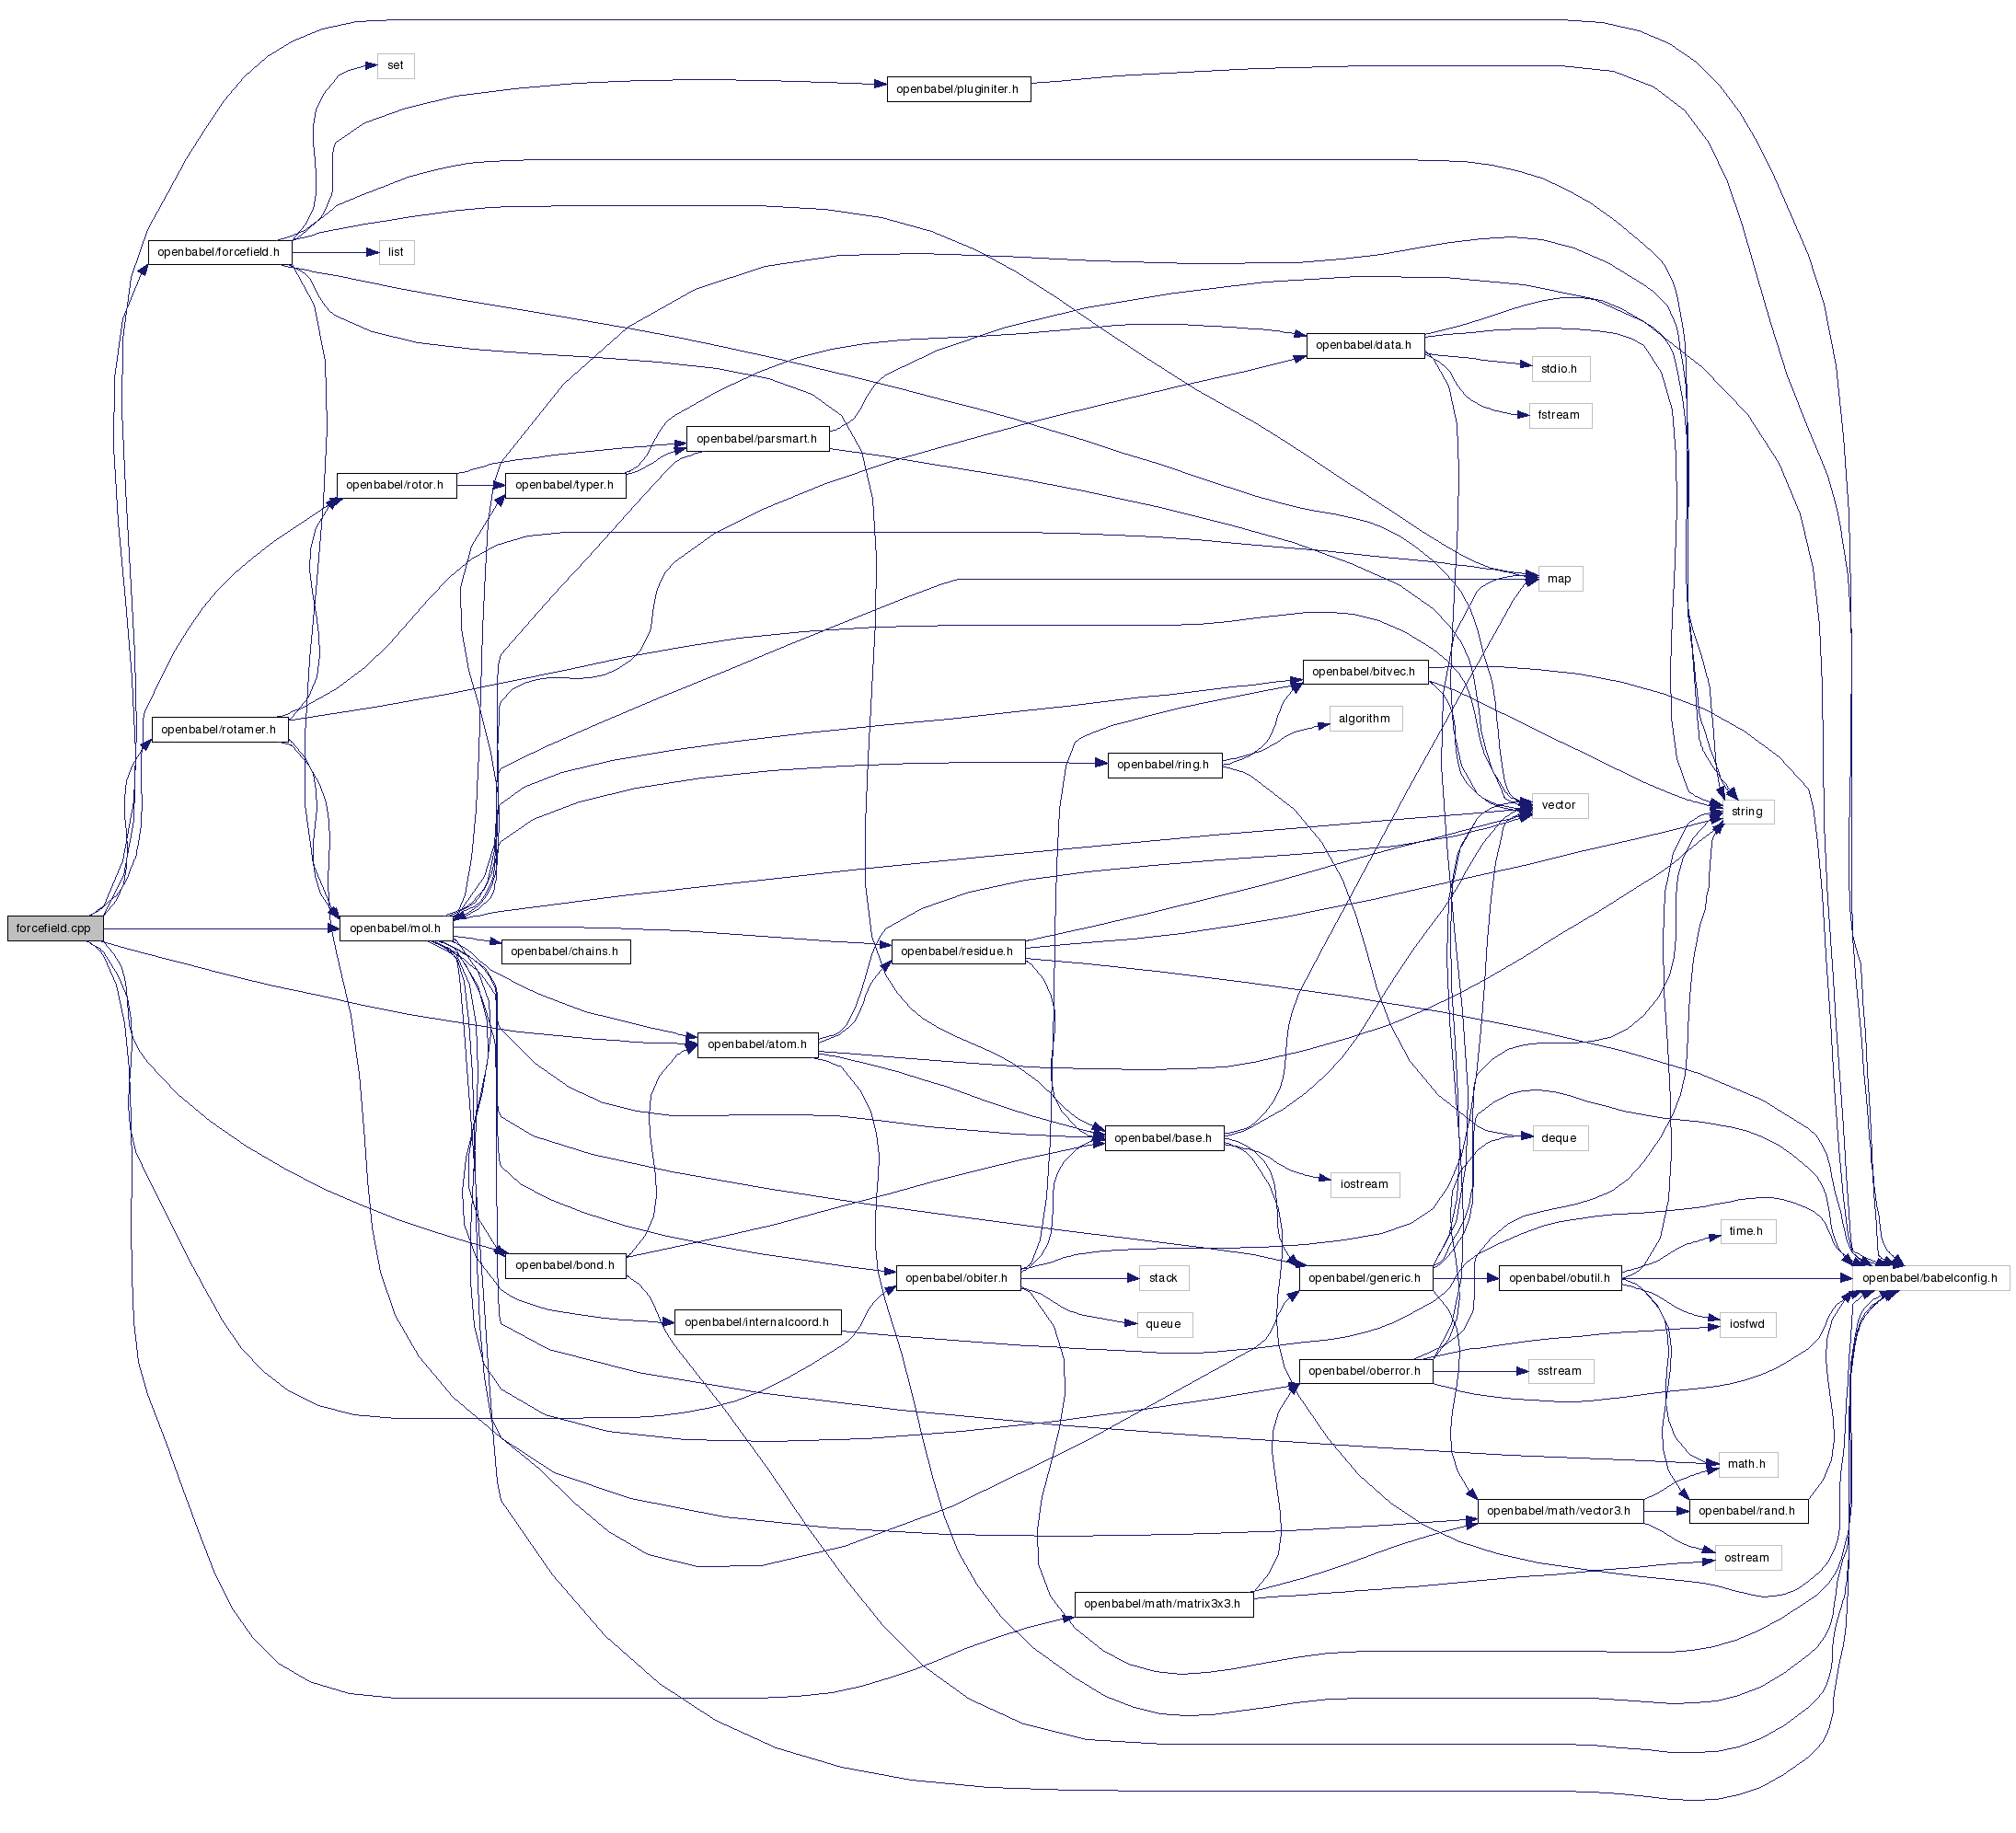 set
openbabel/pluginiter.h
openbabel/forcefield.h
list
openbabel/data.h
stdio.h
fstream
openbabel/parsmart.h
openbabel/rotor.h
openbabel/typer.h
map
openbabel/bitvec.h
algorithm
openbabel/rotamer.h
openbabel/ring.h
vector
string
forcefield.cpp
openbabel/mol.h
openbabel/chains.h
openbabel/residue.h
openbabel/atom.h
openbabel/base.h
deque
iostream
time.h
openbabel/bond.h
openbabel/obiter.h
stack
openbabel/generic.h
openbabel/obutil.h
openbabel/babelconfig.h
openbabel/internalcoord.h
queue
iosfwd
openbabel/oberror.h
sstream
math.h
openbabel/math/vector3.h
openbabel/rand.h
ostream
openbabel/math/matrix3x3.h